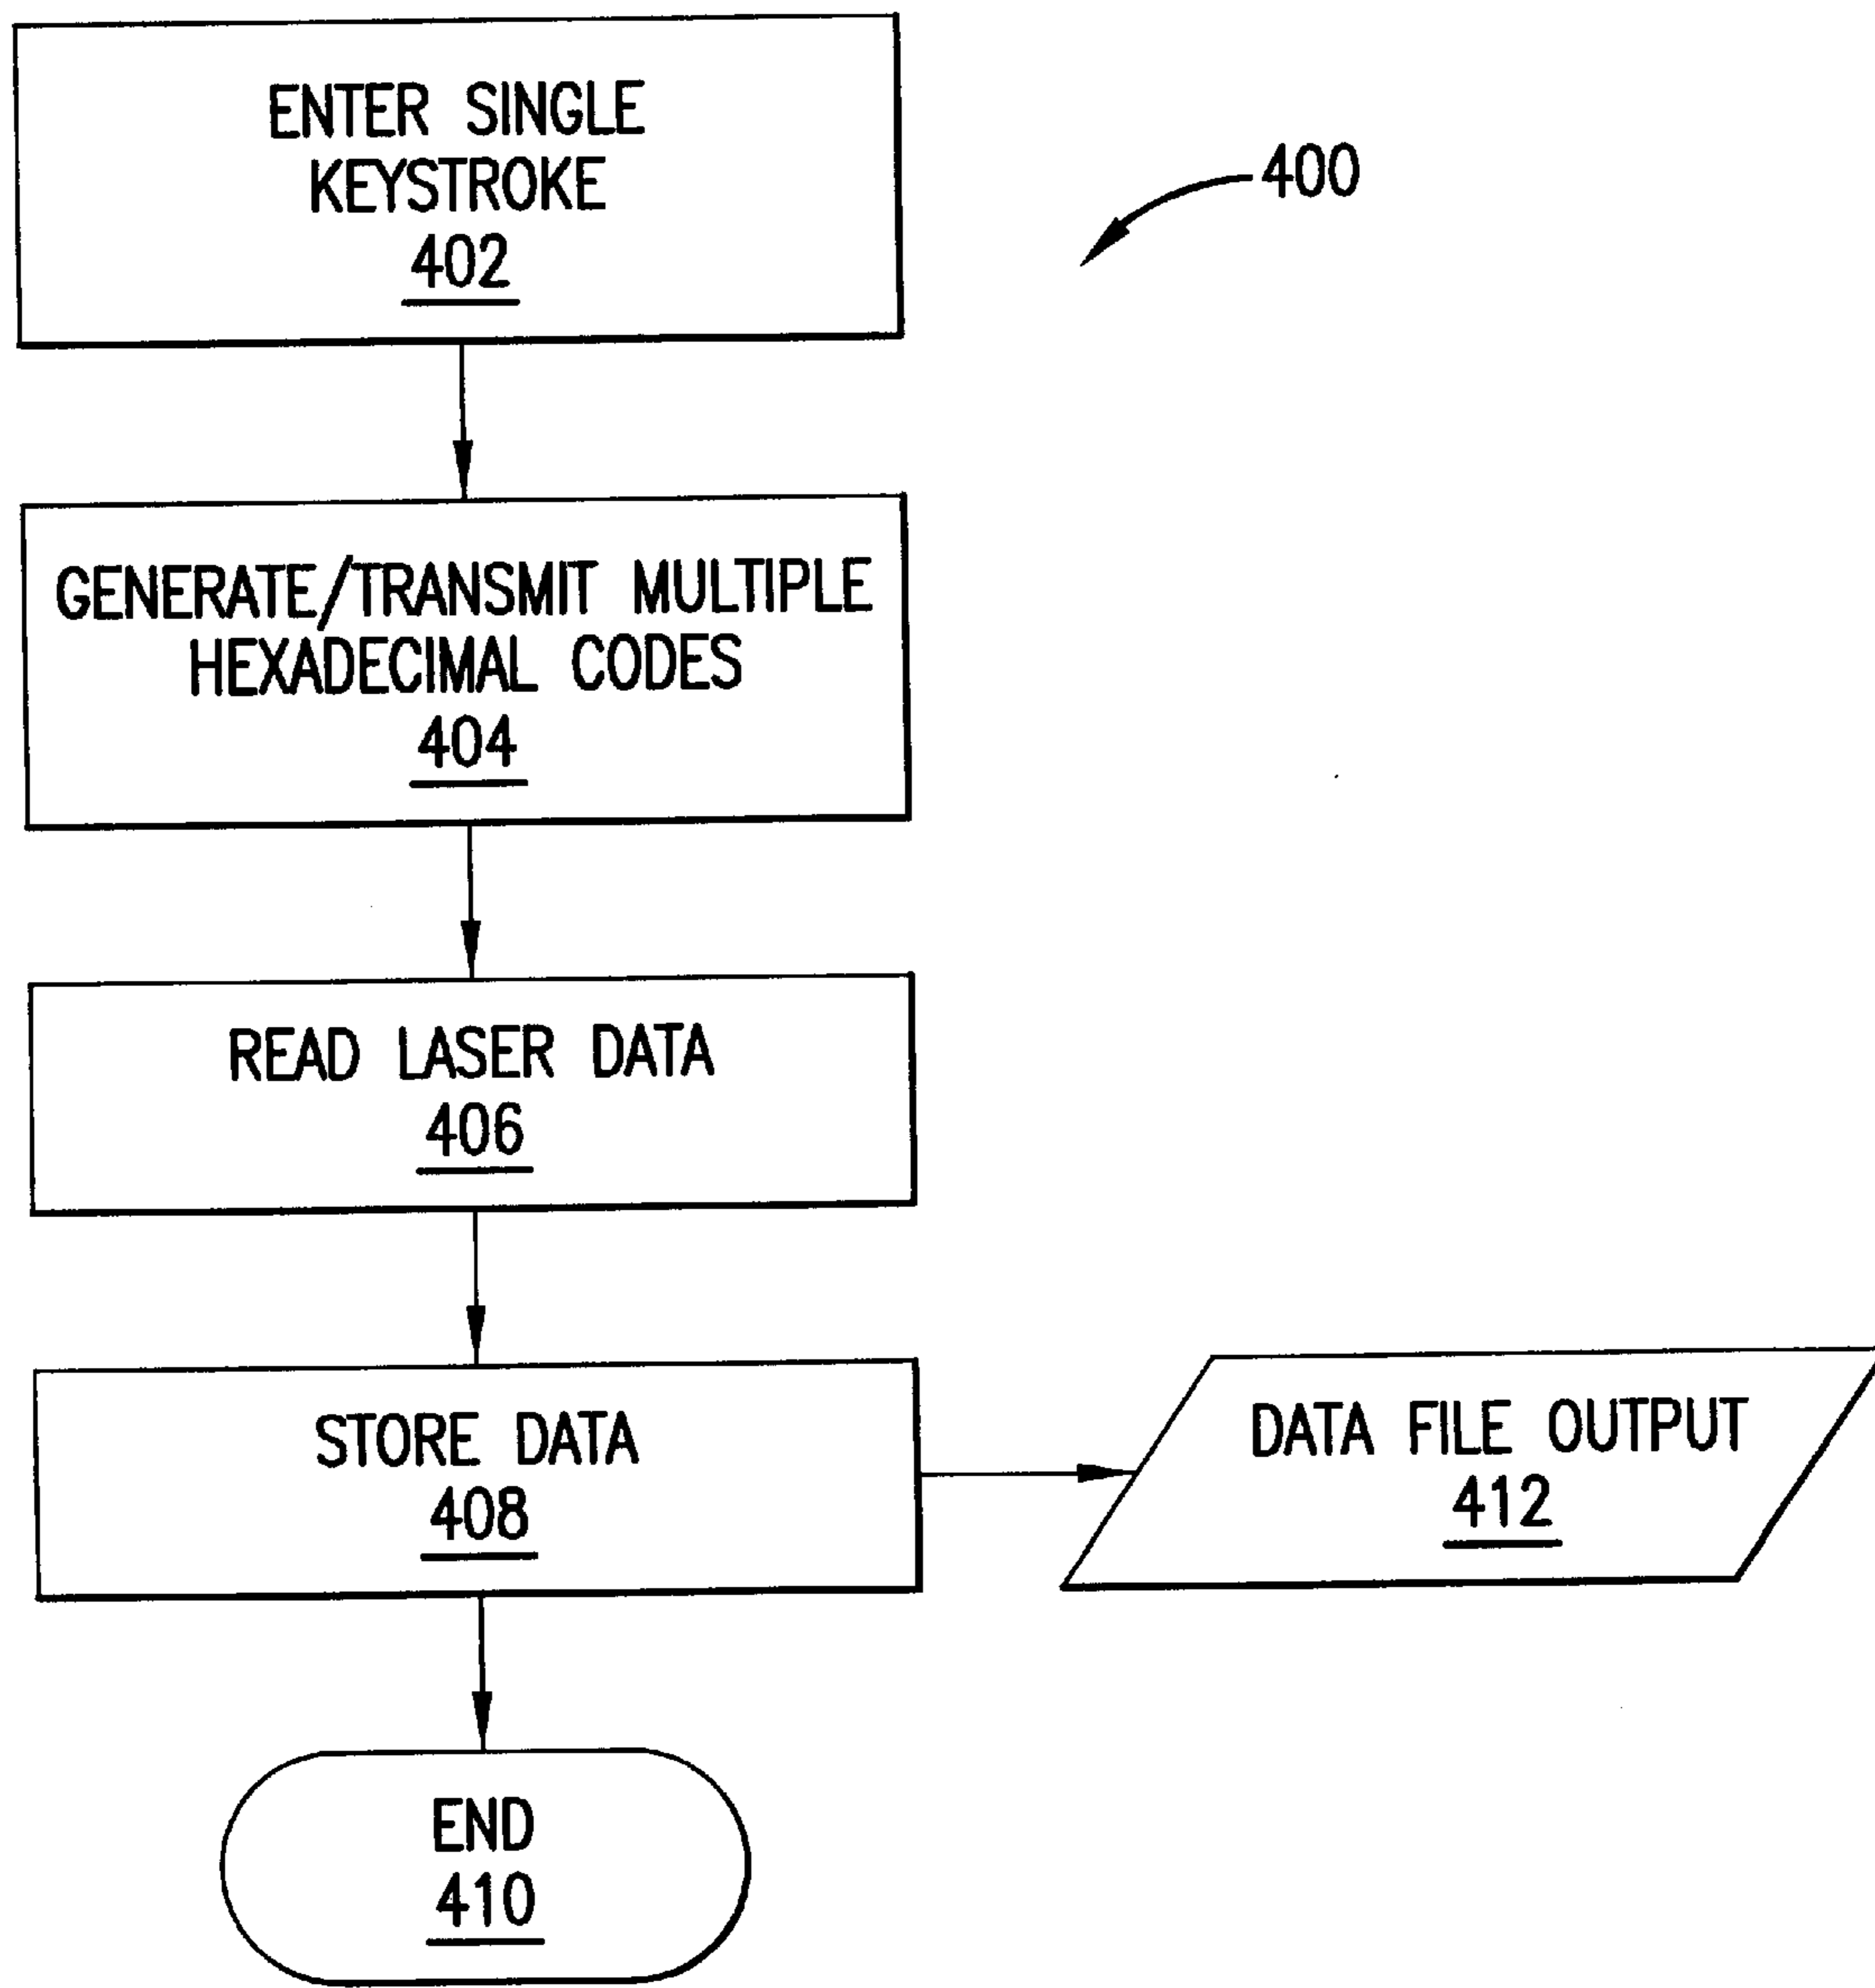 ENTER SINGLE
KEYSTROKE
402
400
GENERATE/TRANSMIT MULTIPLE
HEXADECIMAL CODES
404
READ LASER DATA
406
STORE DATA
408
DATA FILE OUTPUT
412
END
410